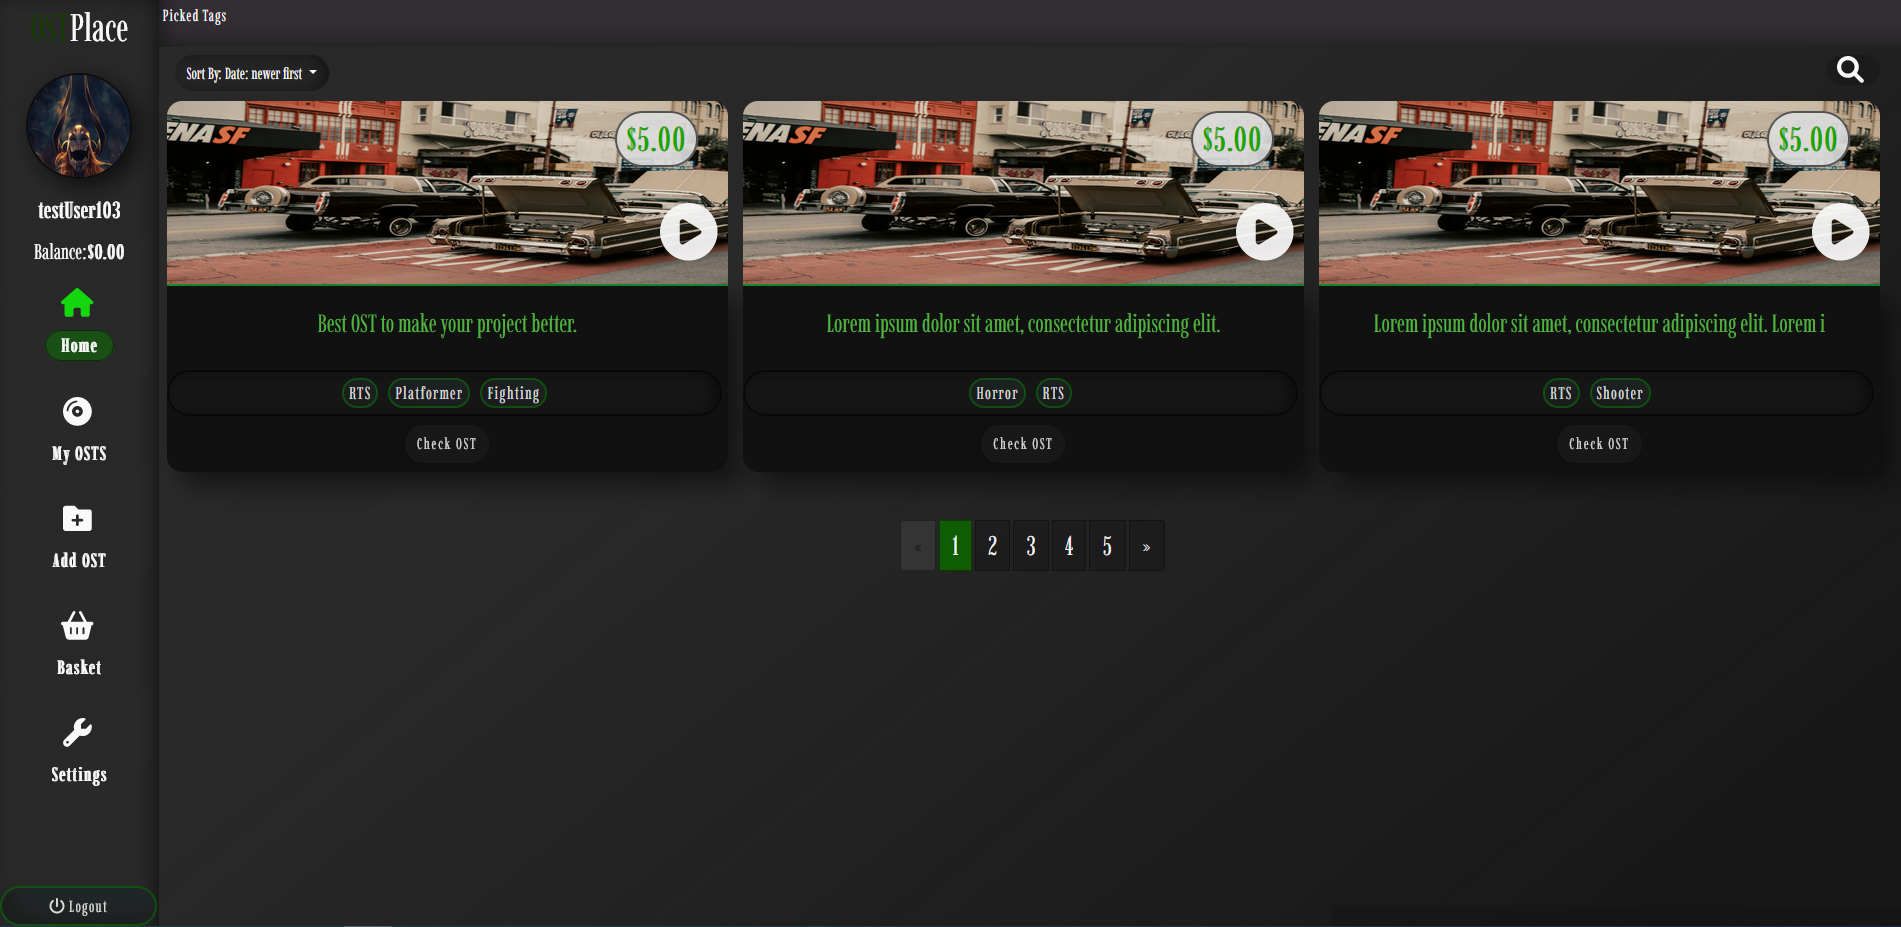 OSTPlace
testUser103
Balance:$0.00
Home
My OSTS
Add OST
Basket
Settings
Logout
Picked Tags
Sort By: Date: newer first
ENASF
$5.00
Best OST to make your project better.
RTS Platformer Fighting
Check OST
ENASF
$5.00
Lorem ipsum dolor sit amet, consectetur adipiscing elit.
Horror RTS
Check OST
ENASF
$5.00
Lorem ipsum dolor sit amet, consectetur adipiscing elit. Lorem i
RTS Shooter
Check OST
« 1 2 3 4 5 »